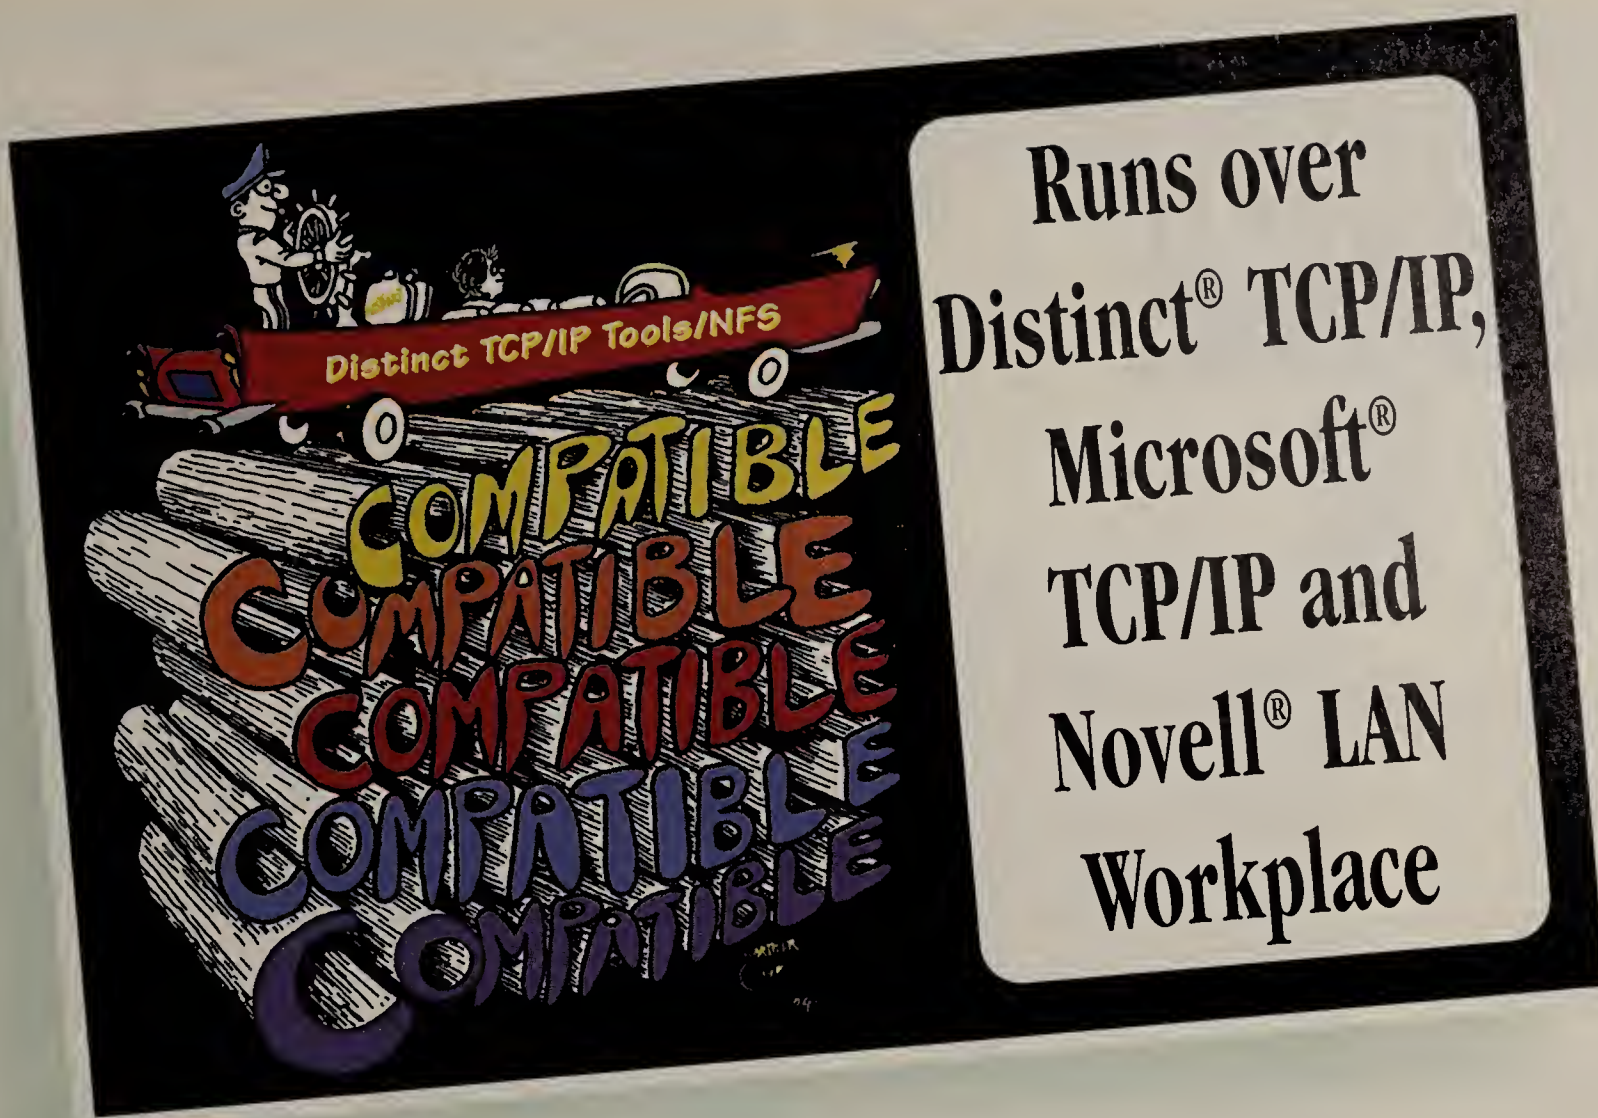 Distinct TCP/IP Tools/NFS
COMPATIBLE
COMPATIBLE
COMPATIBLE
COMPATIBLE
COMPATIBLE
Runs over
Distinct® TCP/IP,
Microsoft®
TCP/IP and
Novell® LAN
Workplace